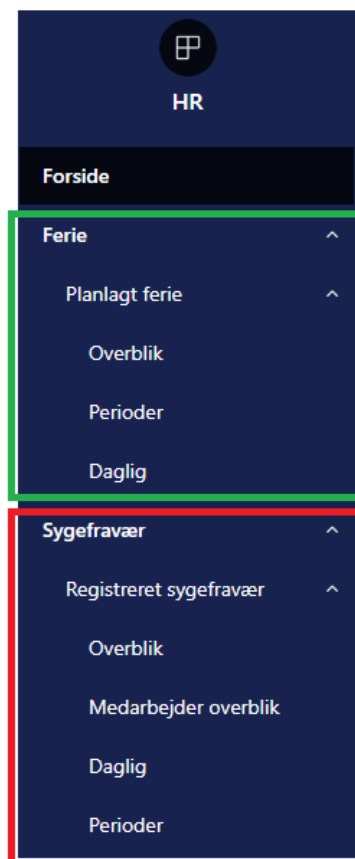 HR
Forside
Ferie
Planlagt ferie
Overblik
Perioder
Daglig
Sygefravær
Registreret sygefravær
Overblik
Medarbejder overblik
Daglig
Perioder